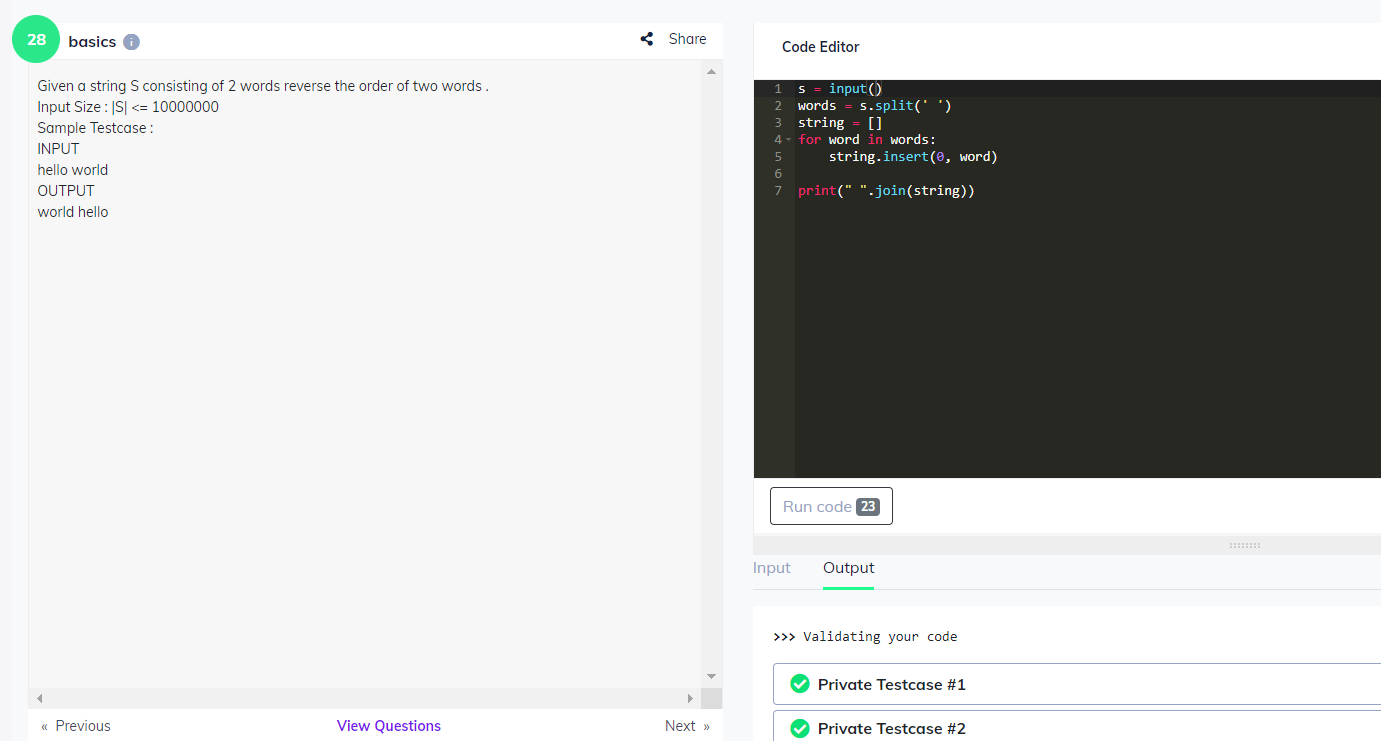 28
basics
Share
Given a string S consisting of 2 words reverse the order of two words .
Input Size : |S| <= 10000000
Sample Testcase :
INPUT
hello world
OUTPUT
world hello
« Previous
View Questions
Next »
Code Editor
1 s = input()
2 words = s.split(' ')
3 string = []
4 for word in words:
5     string.insert(0, word)
6
7 print(" ".join(string))
Run code 23
Input Output
>>> Validating your code
Private Testcase #1
Private Testcase #2